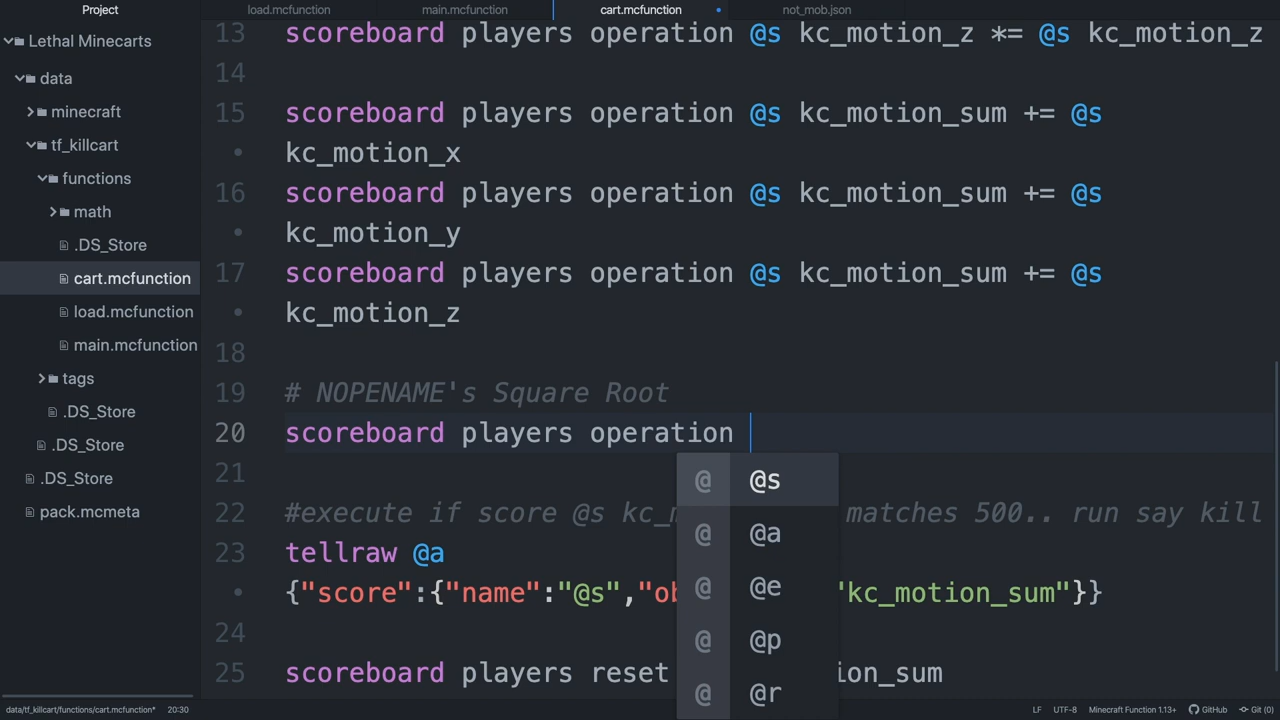 Project
load.mcfunction
main.mcfunction
cart.mcfunction
not_mob.json
Lethal Minecarts
data
minecraft
tf_killcart
functions
math
.DS_Store
cart.mcfunction
load.mcfunction
main.mcfunction
tags
.DS_Store
.DS_Store
.DS_Store
pack.mcmeta
13 scoreboard players operation @s kc_motion_z *= @s kc_motion_z
14
15 scoreboard players operation @s kc_motion_sum += @s
kc_motion_x
16 scoreboard players operation @s kc_motion_sum += @s
kc_motion_y
17 scoreboard players operation @s kc_motion_sum += @s
kc_motion_z
18
19 # NOPENAME's Square Root
20 scoreboard players operation
21
22 #execute if score @s matches 500.. run say kill
23 tellraw @a
{"score":{"name":"@s", "kc_motion_sum"}}
24
25 scoreboard players reset
@ @s
@ @a
@ @e
@ @p
@ @r
data/tf_killcart/functions/cart.mcfunction* 20:30
LF UTF-8 Minecraft Function 1.13+ GitHub Git (0)